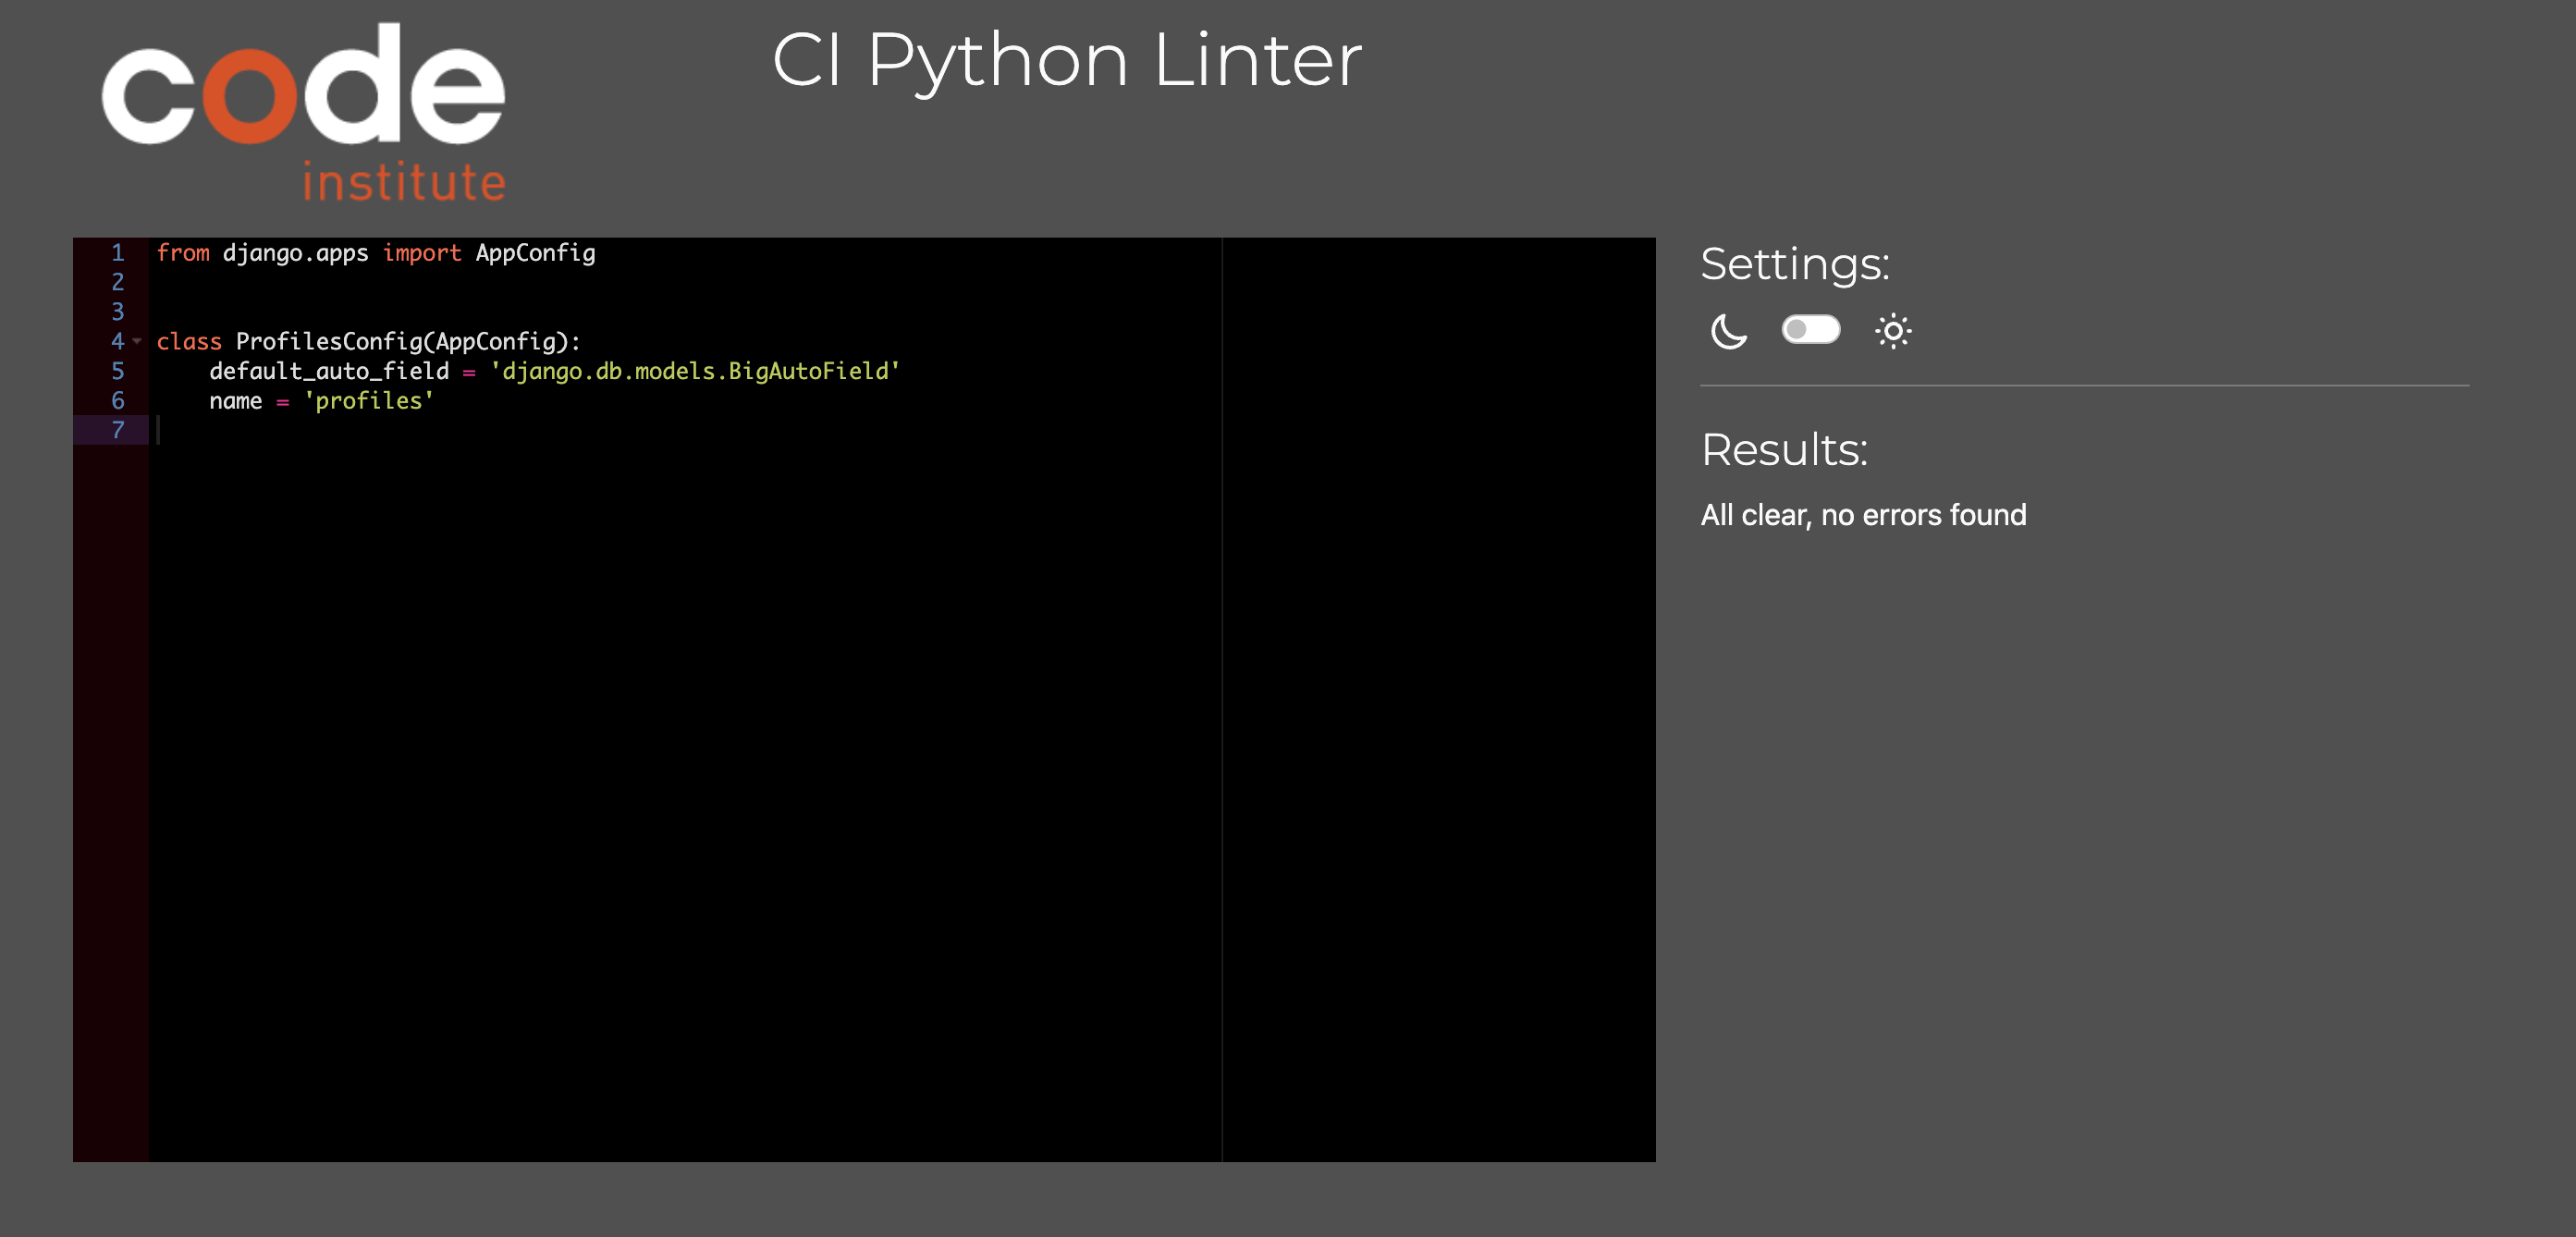 code
institute
CI Python Linter
1 from django.apps import AppConfig
2
3
4 class ProfilesConfig(AppConfig):
5     default_auto_field = 'django.db.models.BigAutoField'
6     name = 'profiles'
7
Settings:
Results:
All clear, no errors found